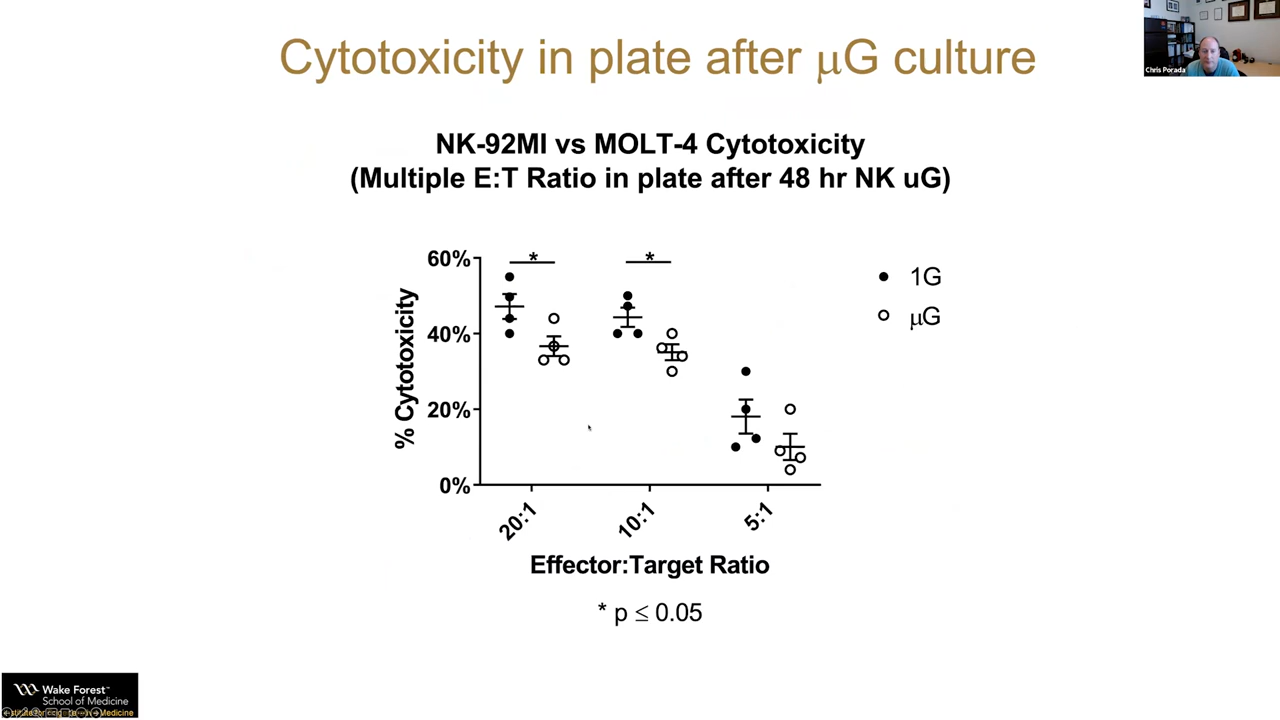 Cytotoxicity in plate after μG culture
Chris Porada
NK-92MI vs MOLT-4 Cytotoxicity
(Multiple E:T Ratio in plate after 48 hr NK uG)
% Cytotoxicity
60%
40%
20%
0%
*
*
1G
μG
20:1
10:1
5:1
Effector:Target Ratio
* p ≤ 0.05
Wake Forest™
School of Medicine
Medicine